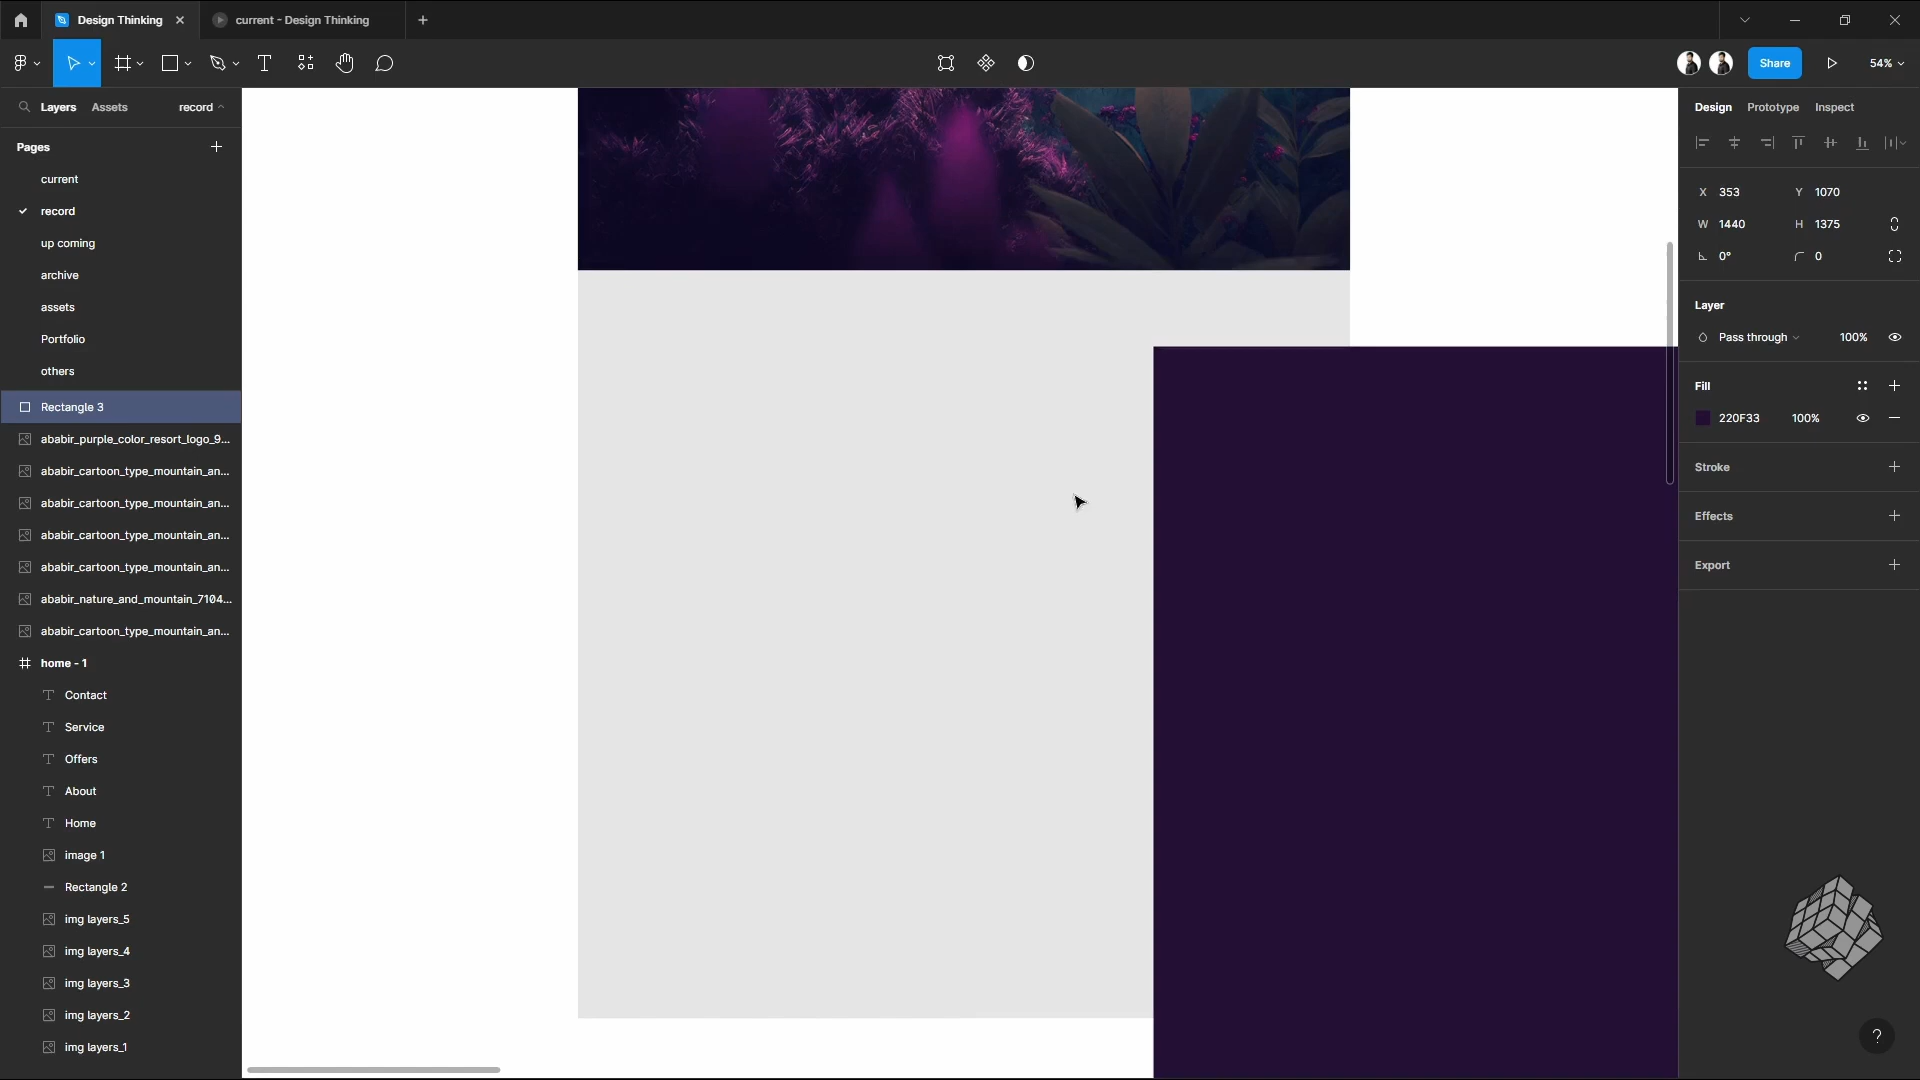 Design Thinking
current - Design Thinking
Share
54%
Layers
Assets
record
Design
Prototype
Inspect
Pages
current
record
up coming
archive
assets
Portfolio
others
Rectangle 3
ababir_purple_color_resort_logo_9...
ababir_cartoon_type_mountain_an...
ababir_cartoon_type_mountain_an...
ababir_cartoon_type_mountain_an...
ababir_cartoon_type_mountain_an...
ababir_nature_and_mountain_7104...
ababir_cartoon_type_mountain_an...
home - 1
Contact
Service
Offers
About
Home
image 1
Rectangle 2
img layers_5
img layers_4
img layers_3
img layers_2
img layers_1
X 353 Y 1070
W 1440 H 1375
0° 0
Layer
Pass through 100%
Fill
220F33 100%
Stroke
Effects
Export
?